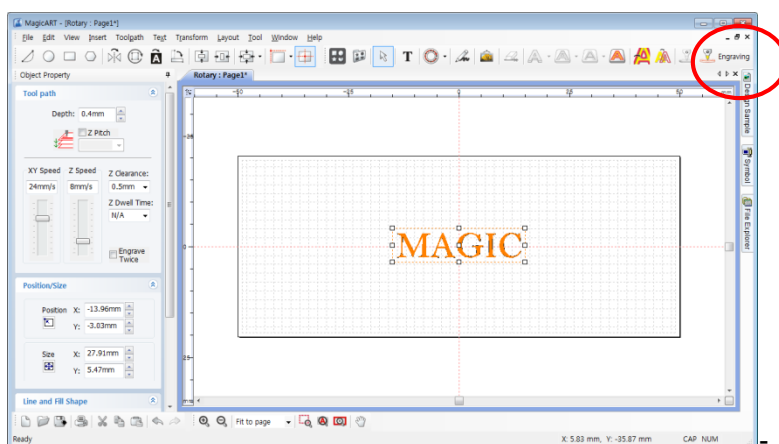 MagicART - [Rotary : Page1*]
File Edit View Insert Toolpath Text Transform Layout Tool Window Help
T A A A A A A Engraving
Object Property Rotary : Page1*
Tool path
Depth: 0.4mm
Z Pitch
XY Speed Z Speed Z Clearance:
24mm/s 8mm/s 0.5mm
Z Dwell Time:
N/A
Engrave
Twice
Position/Size
Position X: -13.96mm
Y: -3.03mm
Size X: 27.91mm
Y: 5.47mm
Line and Fill Shape
MAGIC
Design Sample
Symbol
File Explorer
Fit to page
Ready X: 5.83 mm, Y: -35.87 mm CAP NUM